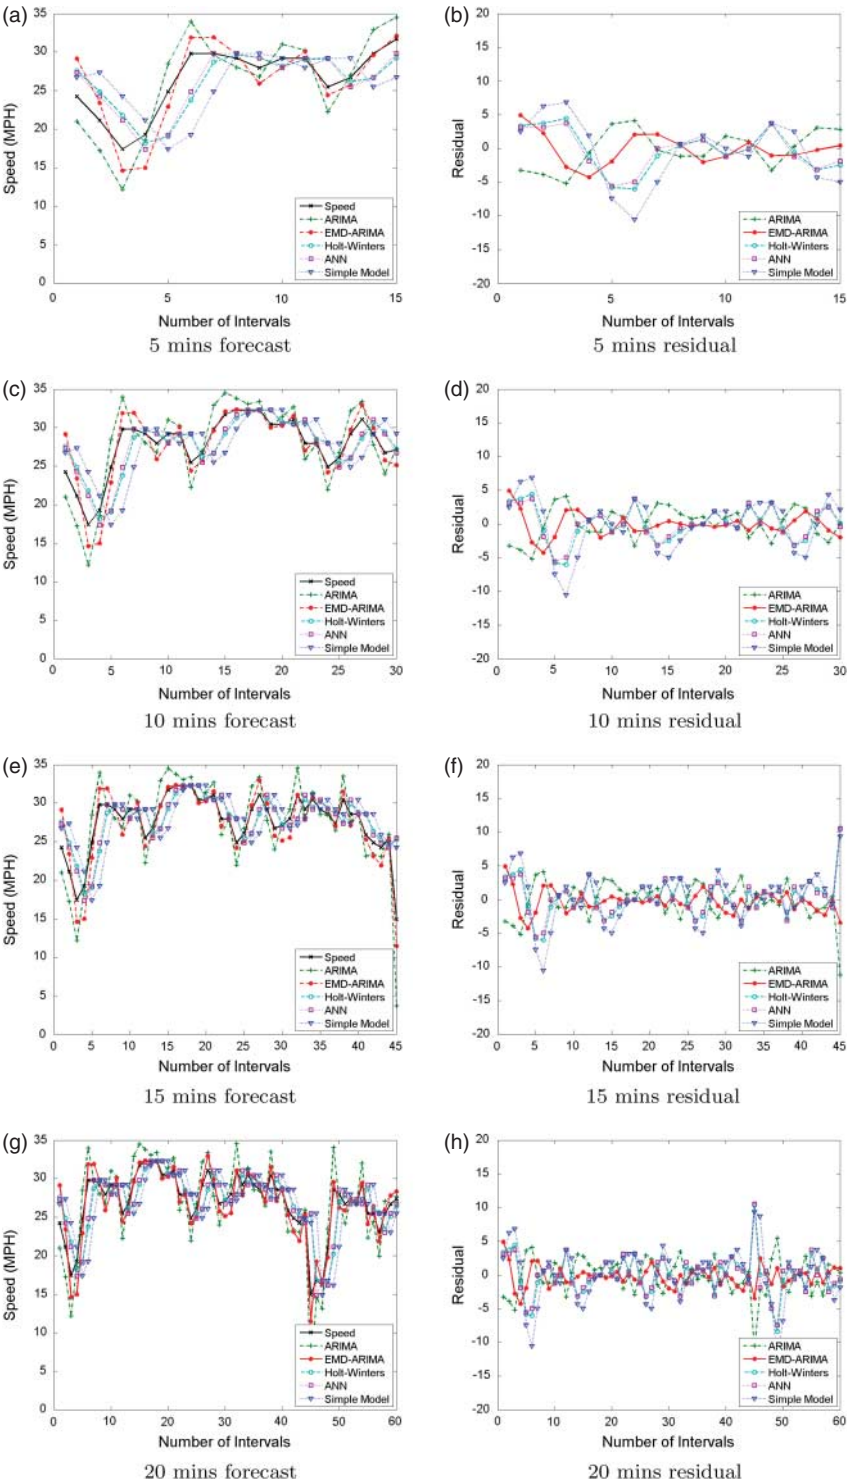 (a)
35
30
25
20
15
10
5
0
Speed (MPH)
Speed
ARIMA
EMD-ARIMA
Holt-Winters
ANN
Simple Model
0 5 10 15
Number of Intervals
5 mins forecast
(b)
20
15
10
5
0
-5
-10
-15
-20
Residual
ARIMA
EMD-ARIMA
Holt-Winters
ANN
Simple Model
0 5 10 15
Number of Intervals
5 mins residual
(c)
35
30
25
20
15
10
5
0
Speed (MPH)
Speed
ARIMA
EMD-ARIMA
Holt-Winters
ANN
Simple Model
0 5 10 15 20 25 30
Number of Intervals
10 mins forecast
(d)
20
15
10
5
0
-5
-10
-15
-20
Residual
ARIMA
EMD-ARIMA
Holt-Winters
ANN
Simple Model
0 5 10 15 20 25 30
Number of Intervals
10 mins residual
(e)
35
30
25
20
15
10
5
0
Speed (MPH)
Speed
ARIMA
EMD-ARIMA
Holt-Winters
ANN
Simple Model
0 5 10 15 20 25 30 35 40 45
Number of Intervals
15 mins forecast
(f)
20
15
10
5
0
-5
-10
-15
-20
Residual
ARIMA
EMD-ARIMA
Holt-Winters
ANN
Simple Model
0 5 10 15 20 25 30 35 40 45
Number of Intervals
15 mins residual
(g)
35
30
25
20
15
10
5
0
Speed (MPH)
Speed
ARIMA
EMD-ARIMA
Holt-Winters
ANN
Simple Model
0 10 20 30 40 50 60
Number of Intervals
20 mins forecast
(h)
20
15
10
5
0
-5
-10
-15
-20
Residual
ARIMA
EMD-ARIMA
Holt-Winters
ANN
Simple Model
0 10 20 30 40 50 60
Number of Intervals
20 mins residual